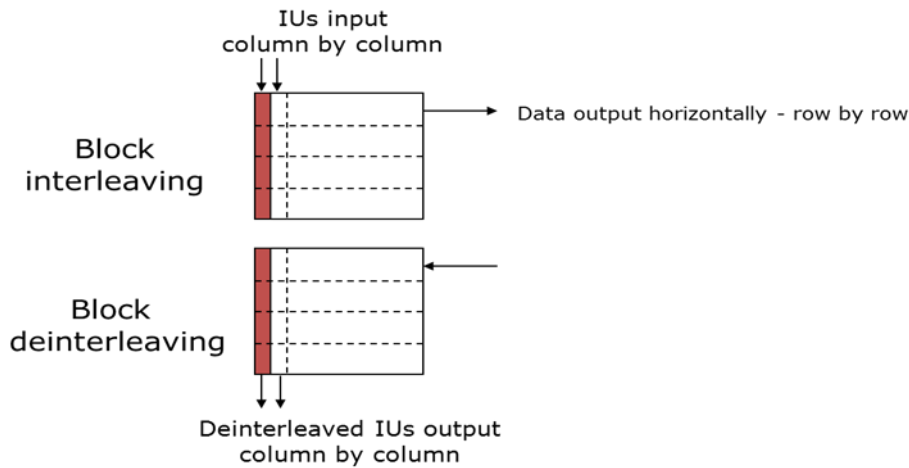 IUs input
column by column
Data output horizontally - row by row
Block
interleaving
Block
deinterleaving
Deinterleaved IUs output
column by column